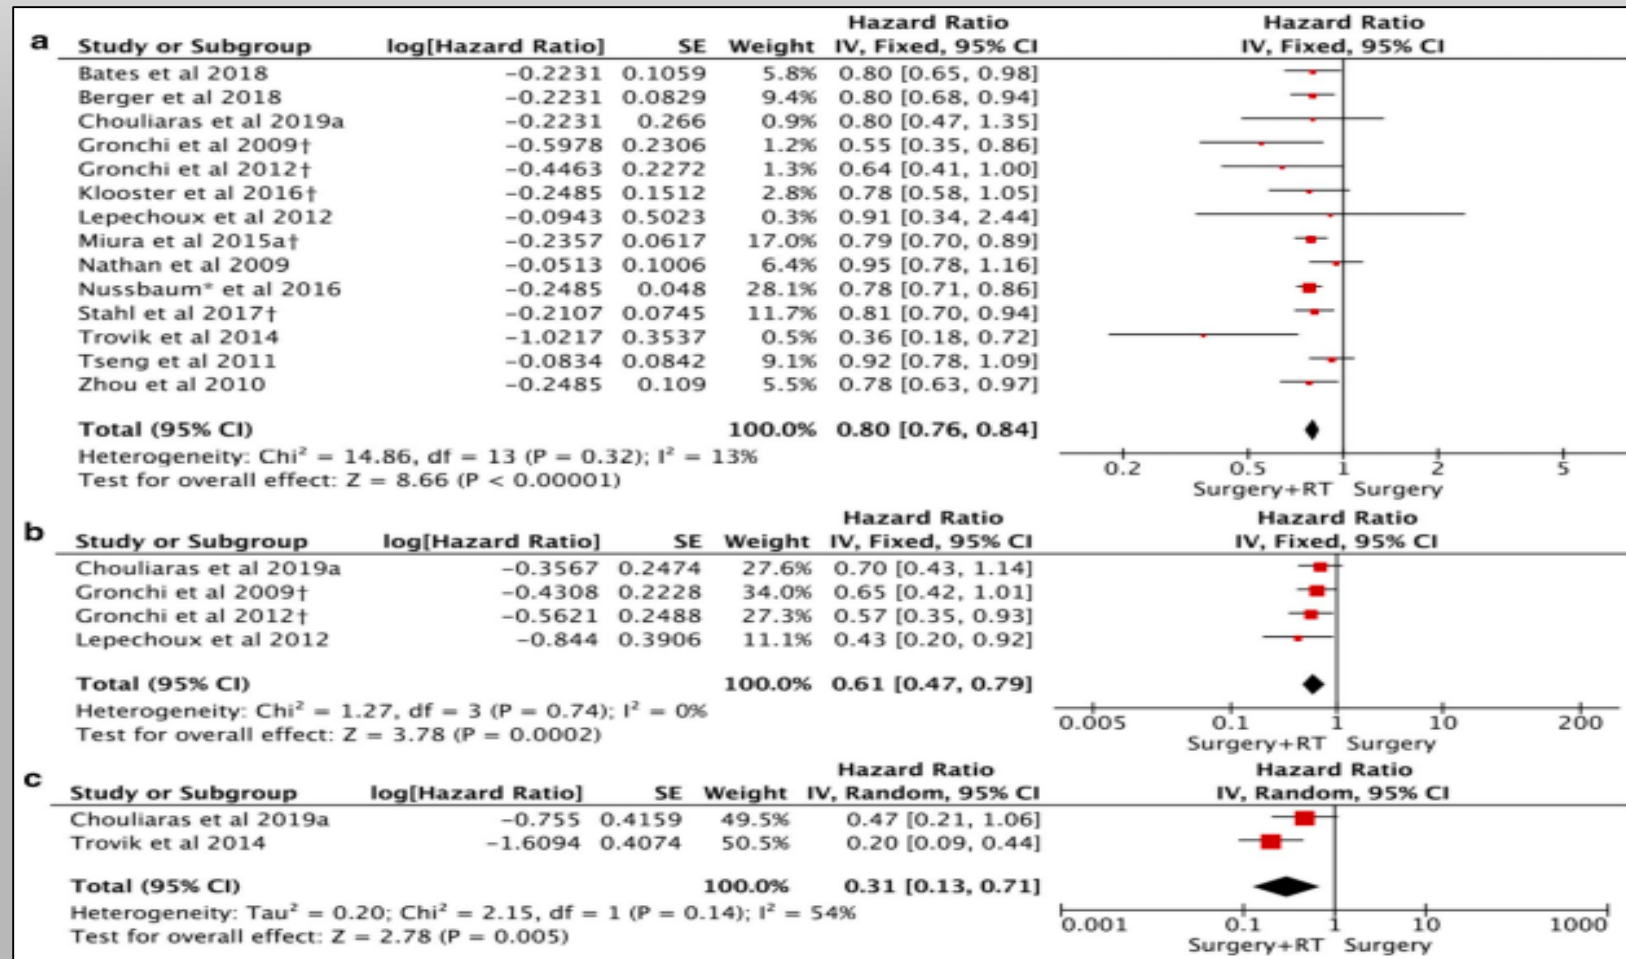 Hazard Ratio Hazard Ratio
a Study or Subgroup log[Hazard Ratio] SE Weight IV, Fixed, 95% CI IV, Fixed, 95% CI
Bates et al 2018 −0.2231 0.1059 5.8% 0.80 [0.65, 0.98]
Berger et al 2018 −0.2231 0.0829 9.4% 0.80 [0.68, 0.94]
Chouliaras et al 2019a −0.2231 0.266 0.9% 0.80 [0.47, 1.35]
Gronchi et al 2009† −0.5978 0.2306 1.2% 0.55 [0.35, 0.86]
Gronchi et al 2012† −0.4463 0.2272 1.3% 0.64 [0.41, 1.00]
Klooster et al 2016† −0.2485 0.1512 2.8% 0.78 [0.58, 1.05]
Lepechoux et al 2012 −0.0943 0.5023 0.3% 0.91 [0.34, 2.44]
Miura et al 2015a† −0.2357 0.0617 17.0% 0.79 [0.70, 0.89]
Nathan et al 2009 −0.0513 0.1006 6.4% 0.95 [0.78, 1.16]
Nussbaum* et al 2016 −0.2485 0.048 28.1% 0.78 [0.71, 0.86]
Stahl et al 2017† −0.2107 0.0745 11.7% 0.81 [0.70, 0.94]
Trovik et al 2014 −1.0217 0.3537 0.5% 0.36 [0.18, 0.72]
Tseng et al 2011 −0.0834 0.0842 9.1% 0.92 [0.78, 1.09]
Zhou et al 2010 −0.2485 0.109 5.5% 0.78 [0.63, 0.97]
Total (95% CI) 100.0% 0.80 [0.76, 0.84]
Heterogeneity: Chi² = 14.86, df = 13 (P = 0.32); I² = 13%
0.2 0.5 1 2 5
Test for overall effect: Z = 8.66 (P < 0.00001)
Surgery+RT Surgery
Hazard Ratio Hazard Ratio
b Study or Subgroup log[Hazard Ratio] SE Weight IV, Fixed, 95% CI IV, Fixed, 95% CI
Chouliaras et al 2019a −0.3567 0.2474 27.6% 0.70 [0.43, 1.14]
Gronchi et al 2009† −0.4308 0.2228 34.0% 0.65 [0.42, 1.01]
Gronchi et al 2012† −0.5621 0.2488 27.3% 0.57 [0.35, 0.93]
Lepechoux et al 2012 −0.844 0.3906 11.1% 0.43 [0.20, 0.92]
Total (95% CI) 100.0% 0.61 [0.47, 0.79]
Heterogeneity: Chi² = 1.27, df = 3 (P = 0.74); I² = 0%
0.005 0.1 1 10 200
Test for overall effect: Z = 3.78 (P = 0.0002)
Surgery+RT Surgery
Hazard Ratio Hazard Ratio
c Study or Subgroup log[Hazard Ratio] SE Weight IV, Random, 95% CI IV, Random, 95% CI
Chouliaras et al 2019a −0.755 0.4159 49.5% 0.47 [0.21, 1.06]
Trovik et al 2014 −1.6094 0.4074 50.5% 0.20 [0.09, 0.44]
Total (95% CI) 100.0% 0.31 [0.13, 0.71]
Heterogeneity: Tau² = 0.20; Chi² = 2.15, df = 1 (P = 0.14); I² = 54%
0.001 0.1 1 10 1000
Test for overall effect: Z = 2.78 (P = 0.005)
Surgery+RT Surgery